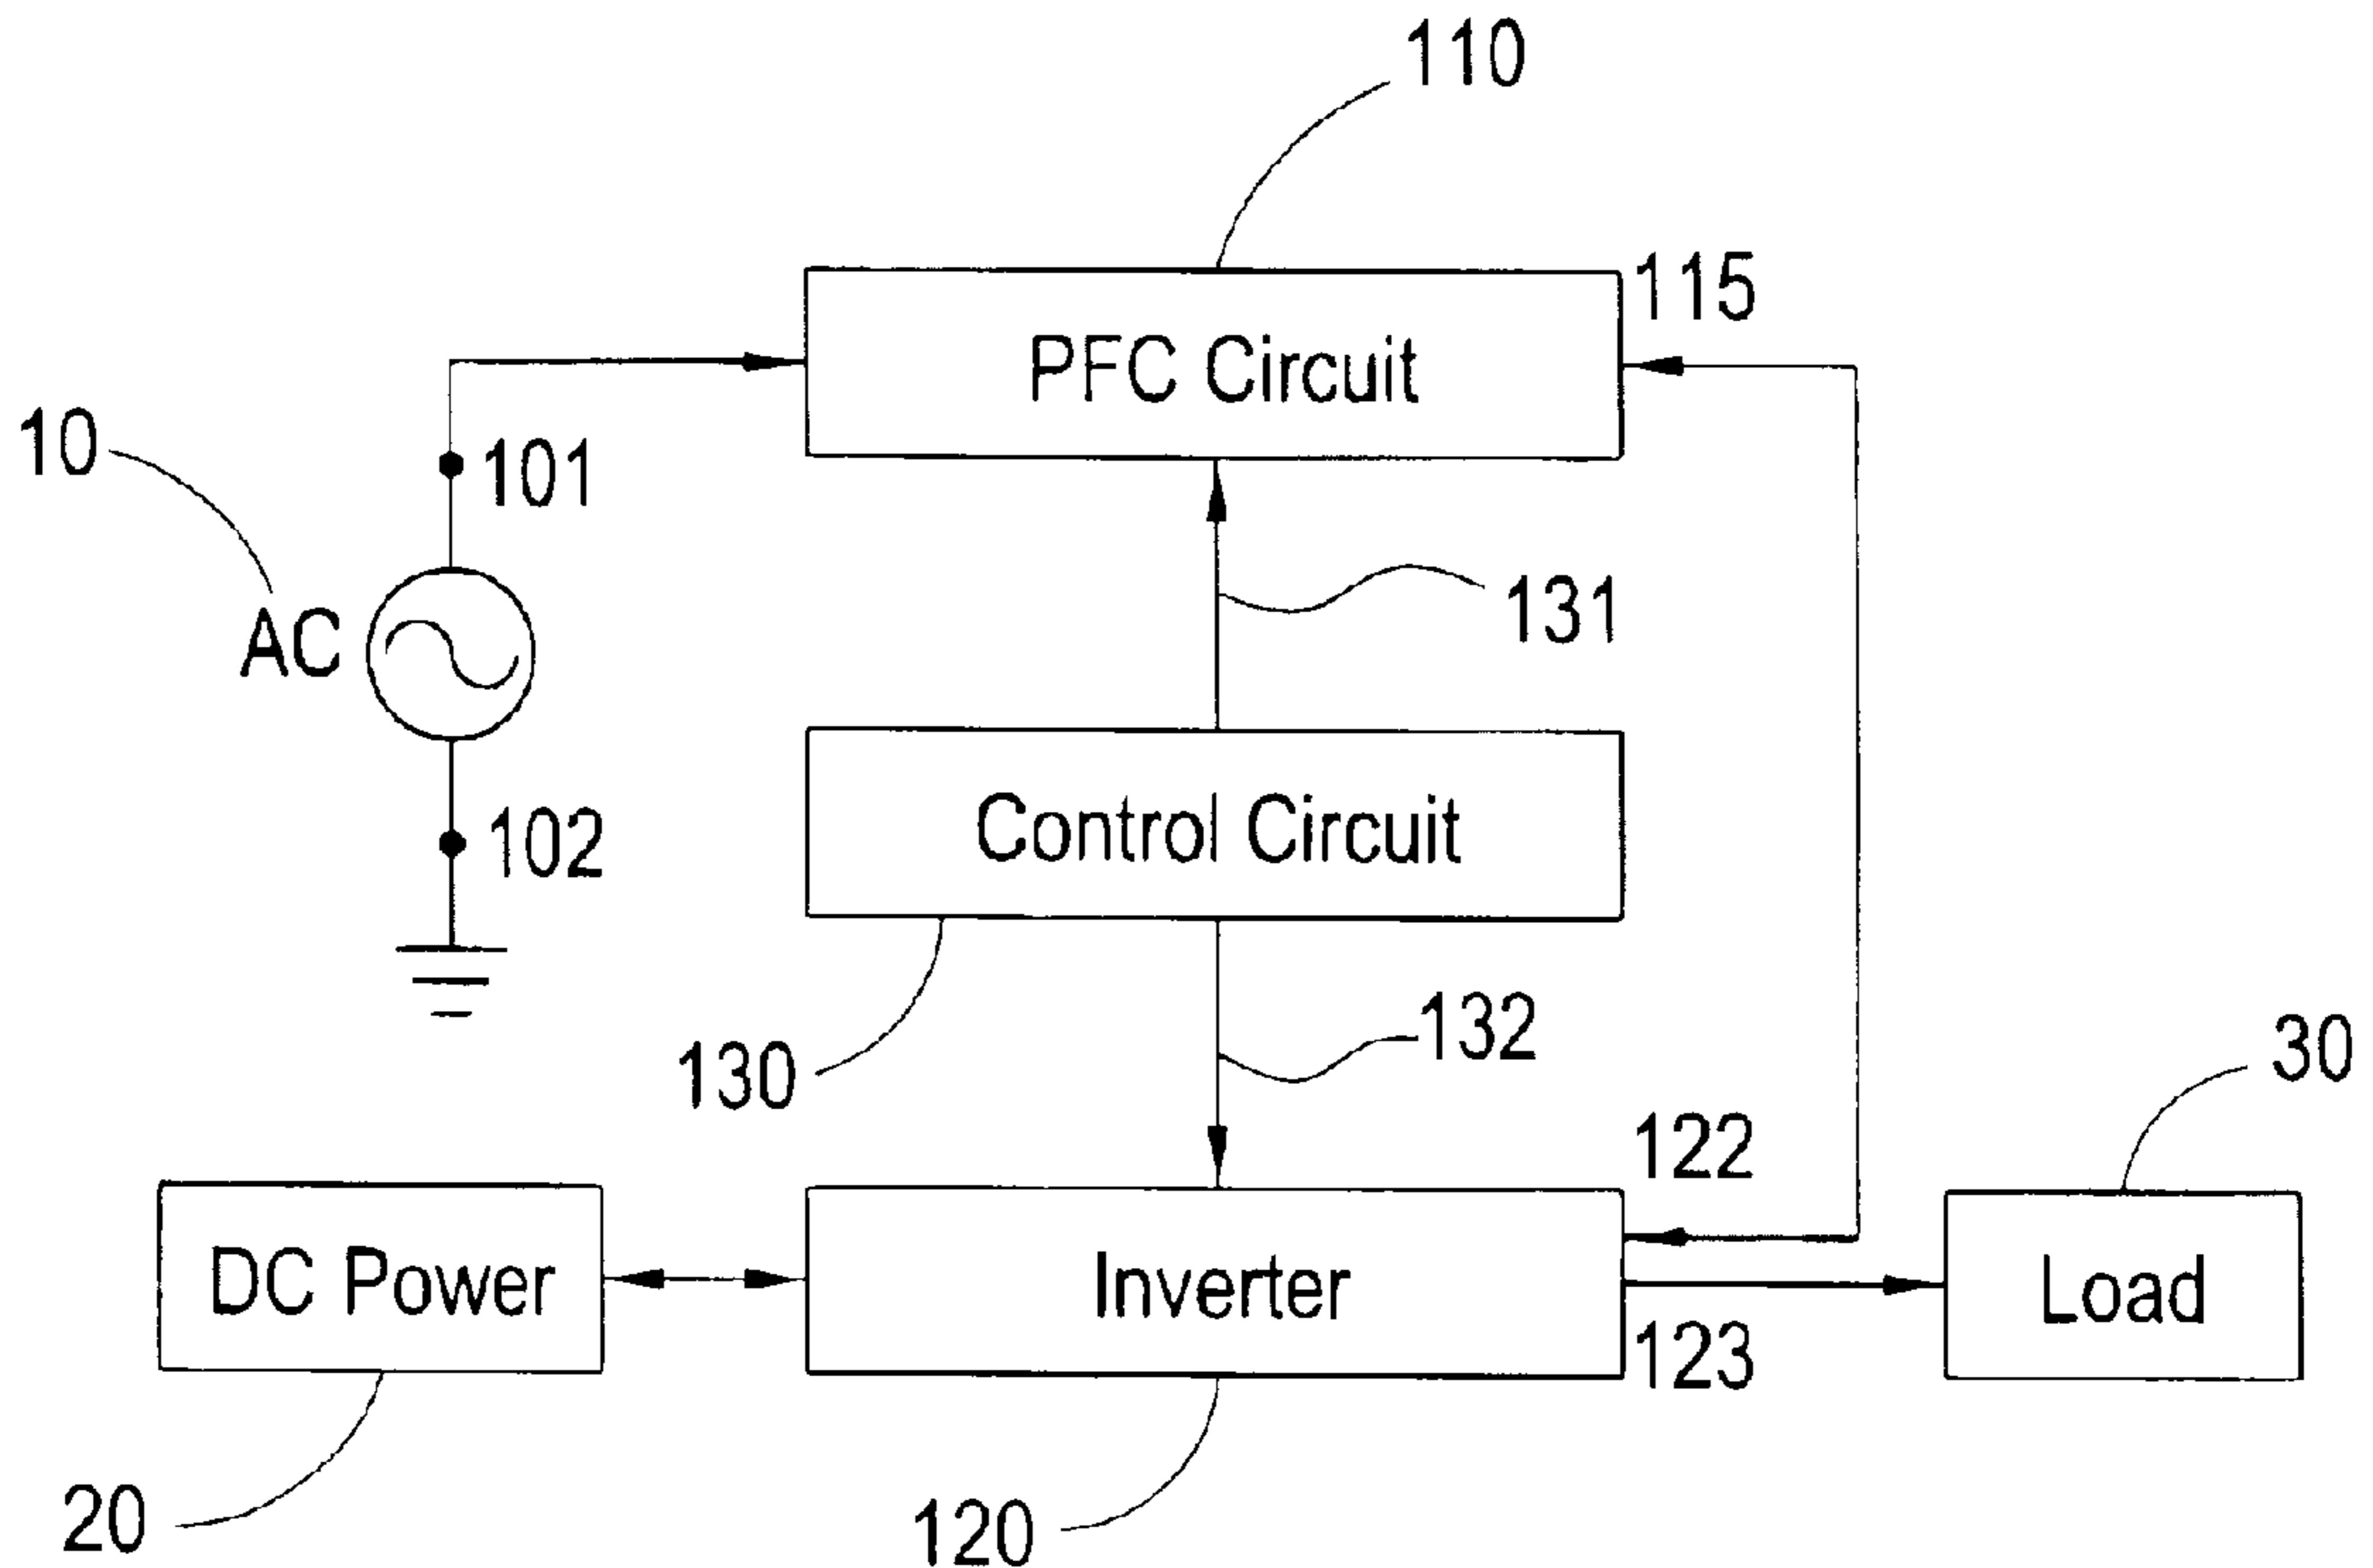 110
115
PFC Circuit
10
101
AC
131
102
Control Circuit
132
130
30
122
DC Power
Inverter
Load
123
20
120